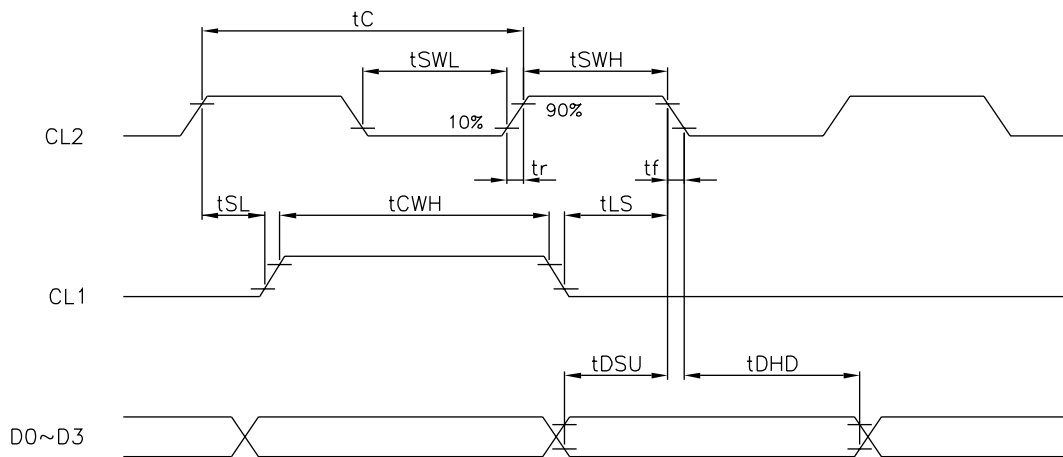 tC
tSWL
tSWH
CL2
10%
90%
tr
tf
tSL
tCWH
tLS
CL1
tDSU
tDHD
D0~D3